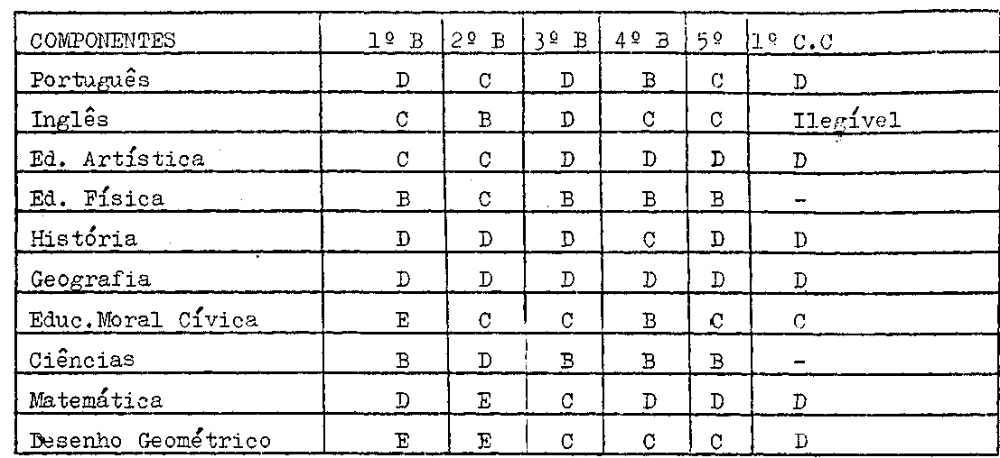 COMPONENTES 1º B 2º B 3º B 4º B 5º 1º C.C
Português D C D B C D
Inglês C B D C C Ilegível
Ed. Artística C C D D D D
Ed. Física B C B B B -
História D D D C D D
Geografia D D D D D D
Educ.Moral Cívica E C C B C C
Ciências B D B B B -
Matemática D E C D D D
Desenho Geométrico E E C C C D